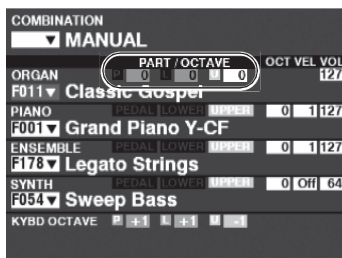 COMBINATION
▼ MANUAL
PART / OCTAVE OCT VEL VOL
ORGAN P 0 L 0 U 0 127
F011▼ Classic Gospel
PIANO PEDAL LOWER UPPER 0 1 127
F001▼ Grand Piano Y-CF
ENSEMBLE PEDAL LOWER UPPER 0 1 127
F178▼ Legato Strings
SYNTH PEDAL LOWER UPPER 0 Off 64
F054▼ Sweep Bass
KYBD OCTAVE P +1 L +1 U -1